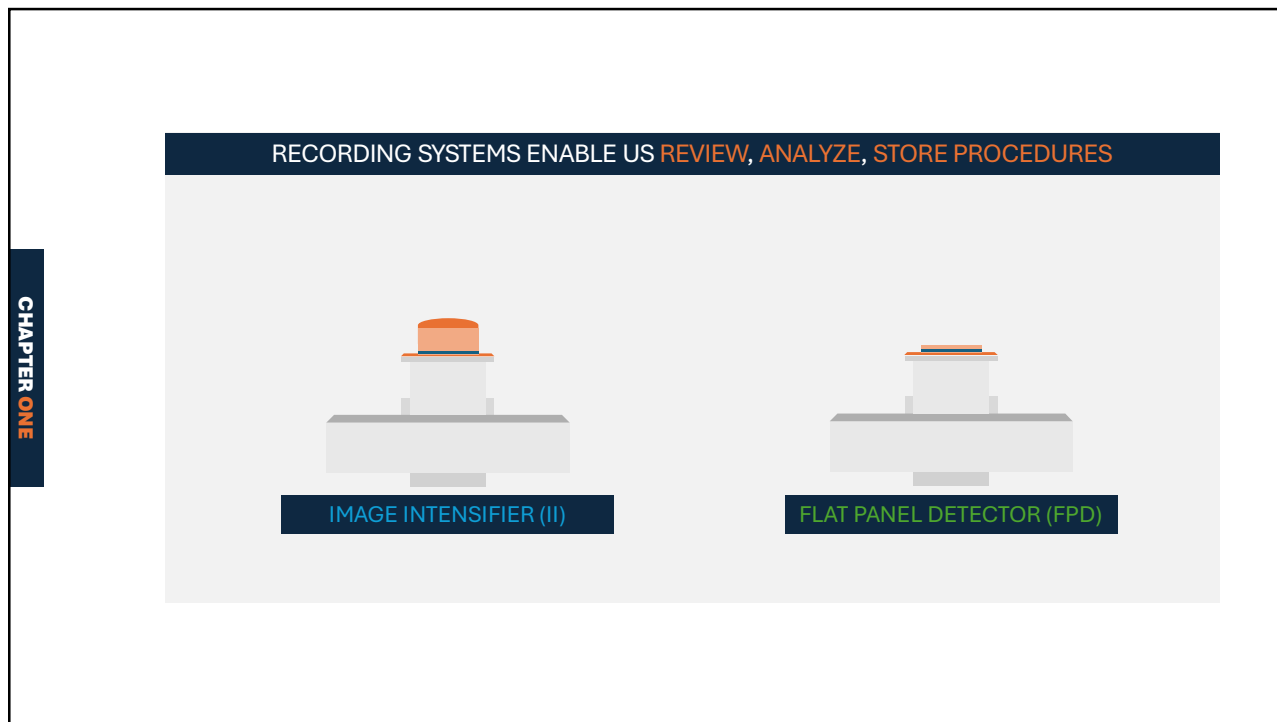 RECORDING SYSTEMS ENABLE US REVIEW, ANALYZE, STORE PROCEDURES
CHAPTER ONE
IMAGE INTENSIFIER (II)
FLAT PANEL DETECTOR (FPD)